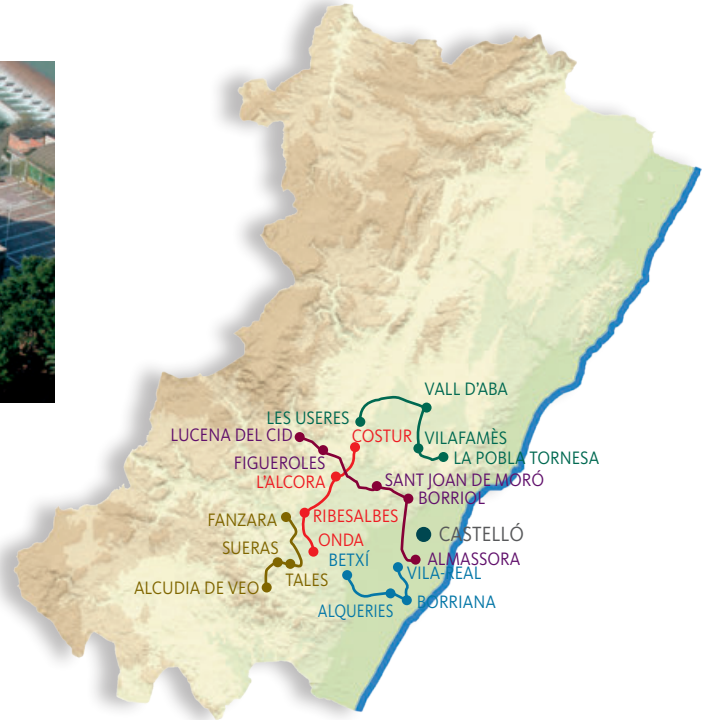 VALL D'ABA
LES USERES
LUCENA DEL CID
COSTUR
VILAFAMÈS
FIGUEROLES
LA POBLA TORNESA
L'ALCORA
SANT JOAN DE MORÓ
BORRIOL
FANZARA
RIBESALBES
CASTELLÓ
ONDA
SUERAS
BETXÍ
ALMASSORA
TALES
VILA-REAL
ALCUDIA DE VEO
ALQUERIES
BORRIANA